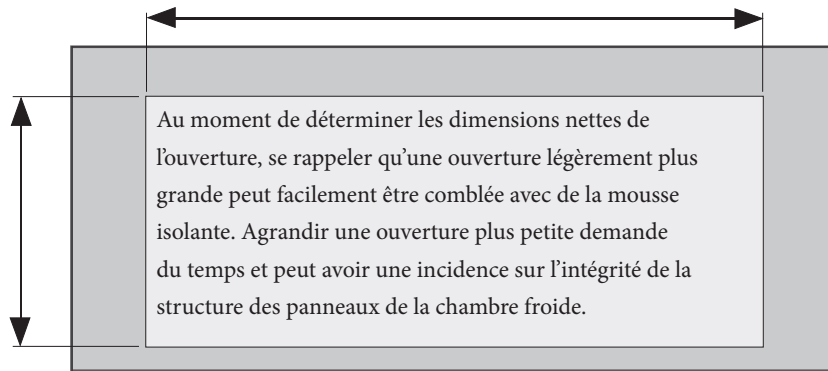 Au moment de déterminer les dimensions nettes de
l’ouverture, se rappeler qu’une ouverture légèrement plus
grande peut facilement être comblée avec de la mousse
isolante. Agrandir une ouverture plus petite demande
du temps et peut avoir une incidence sur l’intégrité de la
structure des panneaux de la chambre froide.